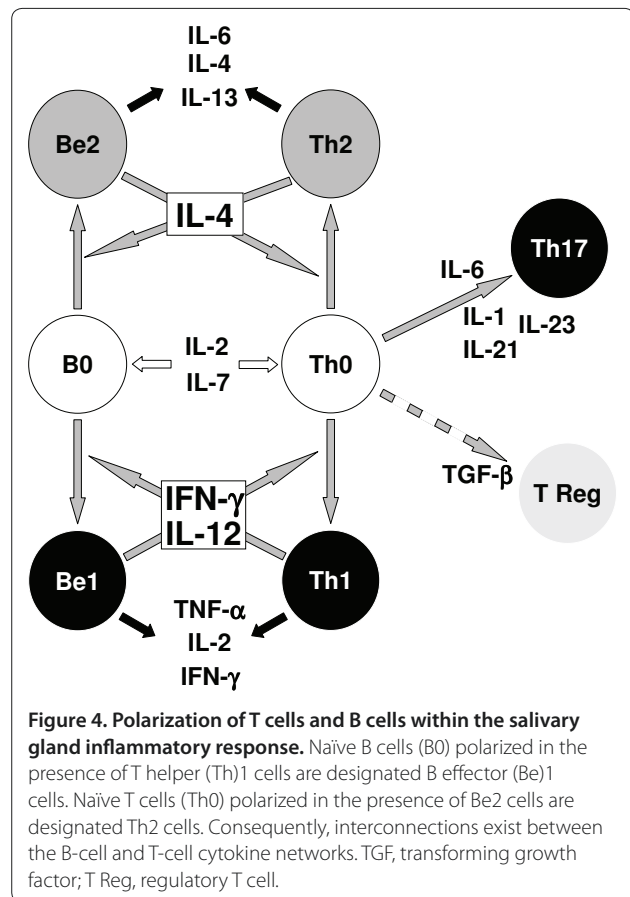 IL-6
IL-4
IL-13
Be2
Th2
IL-4
Th17
IL-6
IL-1
IL-23
IL-21
B0
IL-2
IL-7
Th0
TGF-β
T Reg
IFN-γ
IL-12
Be1
Th1
TNF-α
IL-2
IFN-γ
Figure 4. Polarization of T cells and B cells within the salivary
gland inflammatory response. Naïve B cells (B0) polarized in the
presence of T helper (Th)1 cells are designated B effector (Be)1
cells. Naïve T cells (Th0) polarized in the presence of Be2 cells are
designated Th2 cells. Consequently, interconnections exist between
the B-cell and T-cell cytokine networks. TGF, transforming growth
factor; T Reg, regulatory T cell.